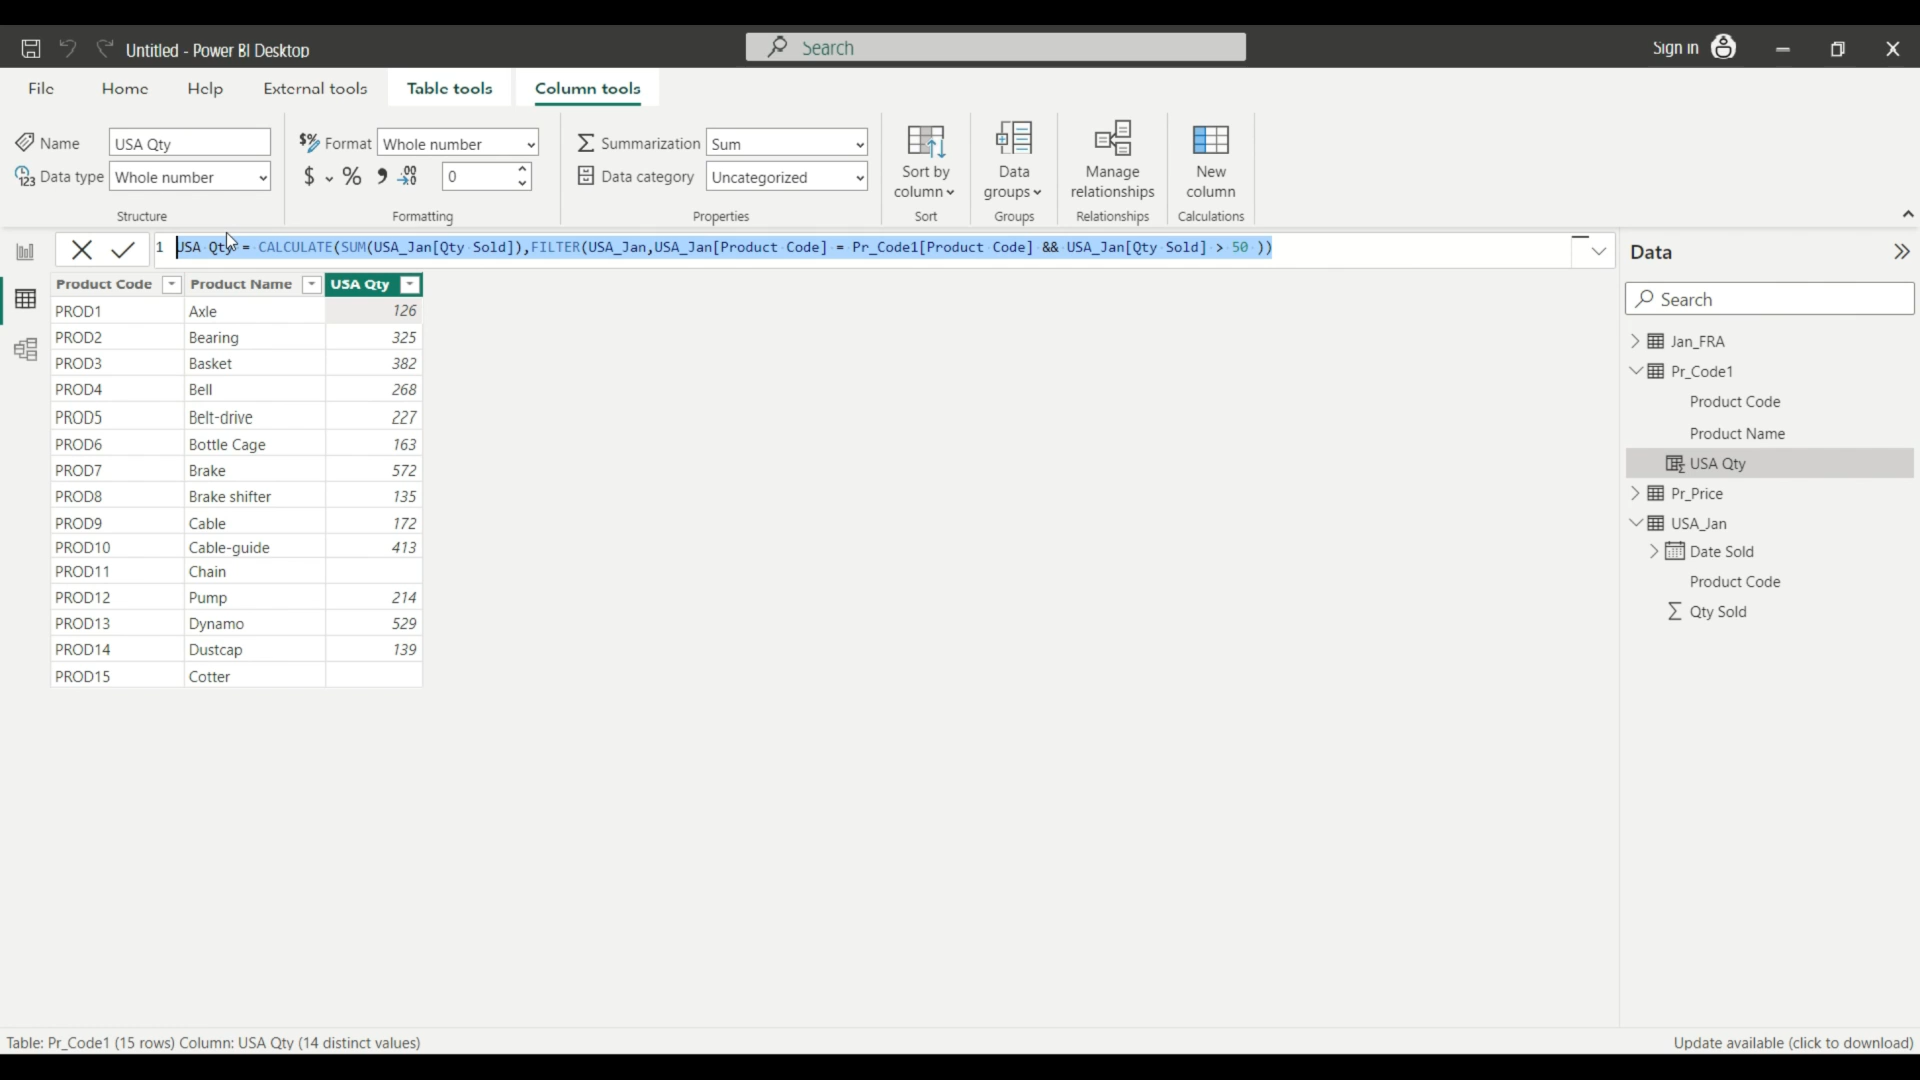 Untitled - Power BI Desktop
Search
Sign in
File Home Help External tools Table tools Column tools
Name USA Qty
$% Format Whole number
Summarization Sum
Data type Whole number
$ % 9 .00 0
Data category Uncategorized
Sort by column
Data groups
Manage relationships
New column
Structure Formatting Properties Sort Groups Relationships Calculations
1 USA Qty = CALCULATE(SUM(USA_Jan[Qty Sold]),FILTER(USA_Jan,USA_Jan[Product Code] = Pr_Code1[Product Code] && USA_Jan[Qty Sold] > 50 ))
Product Code Product Name USA Qty
PROD1 Axle 126
PROD2 Bearing 325
PROD3 Basket 382
PROD4 Bell 268
PROD5 Belt-drive 227
PROD6 Bottle Cage 163
PROD7 Brake 572
PROD8 Brake shifter 135
PROD9 Cable 172
PROD10 Cable-guide 413
PROD11 Chain
PROD12 Pump 214
PROD13 Dynamo 529
PROD14 Dustcap 139
PROD15 Cotter
Data
Search
Jan_FRA
Pr_Code1
Product Code
Product Name
USA Qty
Pr_Price
USA_Jan
Date Sold
Product Code
Qty Sold
Table: Pr_Code1 (15 rows) Column: USA Qty (14 distinct values)
Update available (click to download)